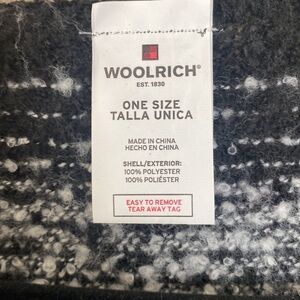 WOOLRICH®
EST. 1830
ONE SIZE
TALLA UNICA
MADE IN CHINA
HECHO EN CHINA
SHELL/EXTERIOR:
100% POLYESTER
100% POLIÉSTER
EASY TO REMOVE
TEAR AWAY TAG